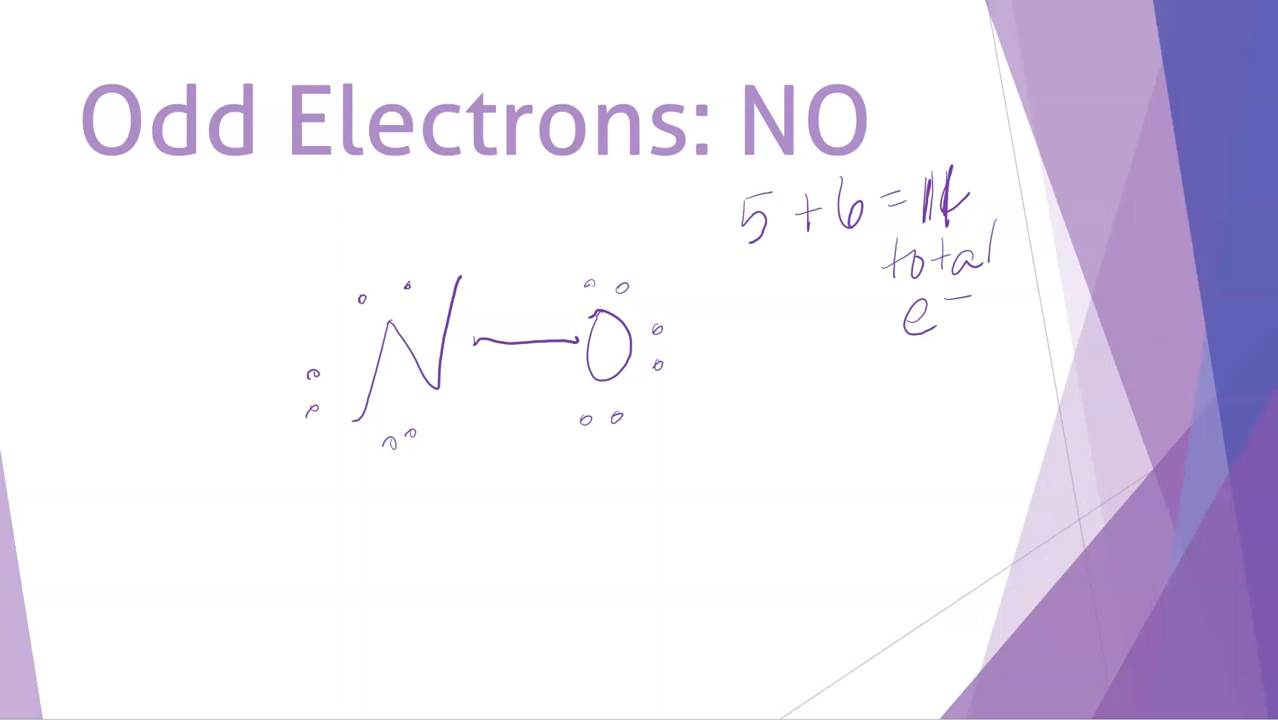 Odd Electrons: NO
5 + 6 = 11
total
e⁻
N — O